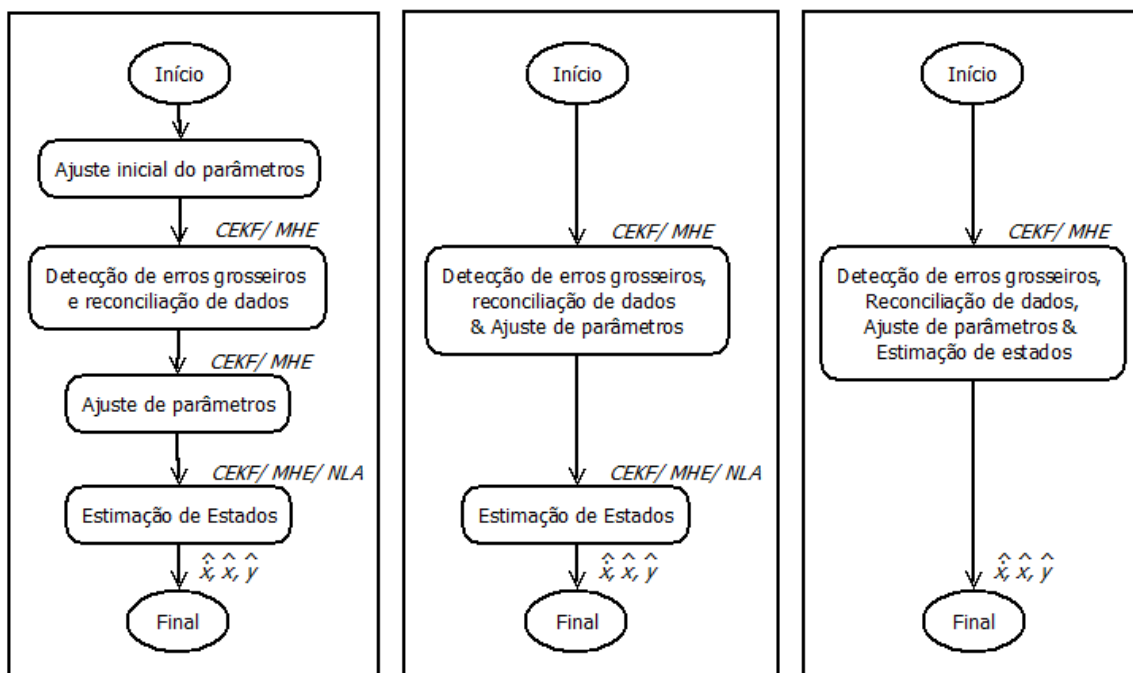 Início
Ajuste inicial do parâmetros
CEKF/ MHE
Detecção de erros grosseiros
e reconciliação de dados
CEKF/ MHE
Ajuste de parâmetros
CEKF/ MHE/ NLA
Estimação de Estados
x̂̇, x̂, ŷ
Final
Início
CEKF/ MHE
Detecção de erros grosseiros,
reconciliação de dados
& Ajuste de parâmetros
CEKF/ MHE/ NLA
Estimação de Estados
x̂̇, x̂, ŷ
Final
Início
CEKF/ MHE
Detecção de erros grosseiros,
Reconciliação de dados,
Ajuste de parâmetros &
Estimação de estados
x̂̇, x̂, ŷ
Final